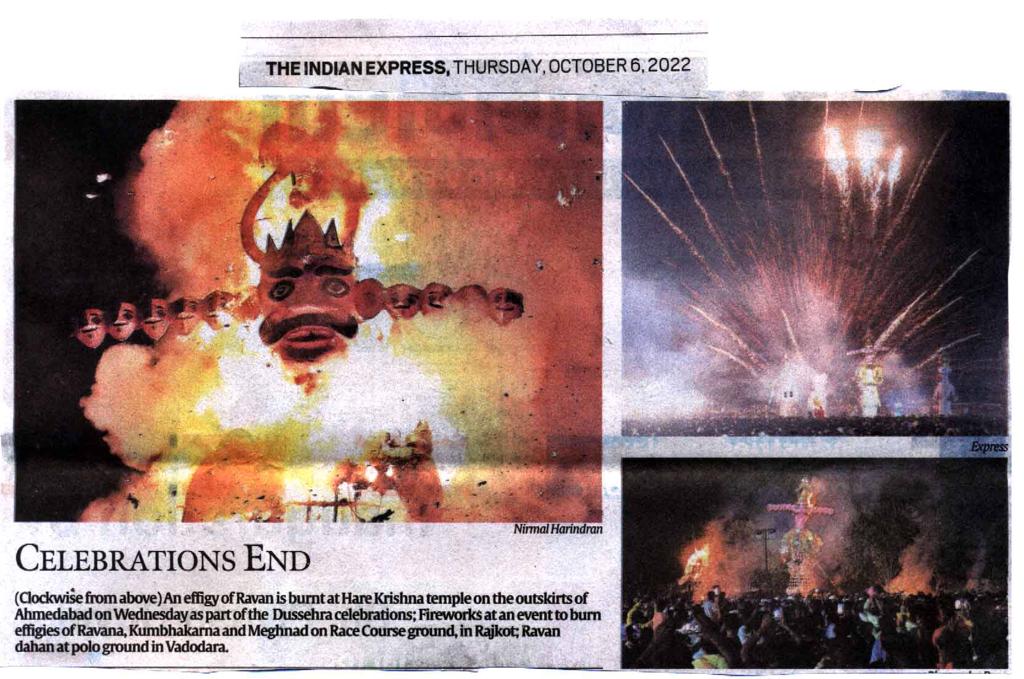 THE INDIAN EXPRESS, THURSDAY, OCTOBER 6, 2022
Nirmal Harindran
Express
CELEBRATIONS END
(Clockwise from above) An effigy of Ravan is burnt at Hare Krishna temple on the outskirts of
Ahmedabad on Wednesday as part of the Dussehra celebrations; Fireworks at an event to burn
effigies of Ravana, Kumbhakarna and Meghnad on Race Course ground, in Rajkot; Ravan
dahan at polo ground in Vadodara.